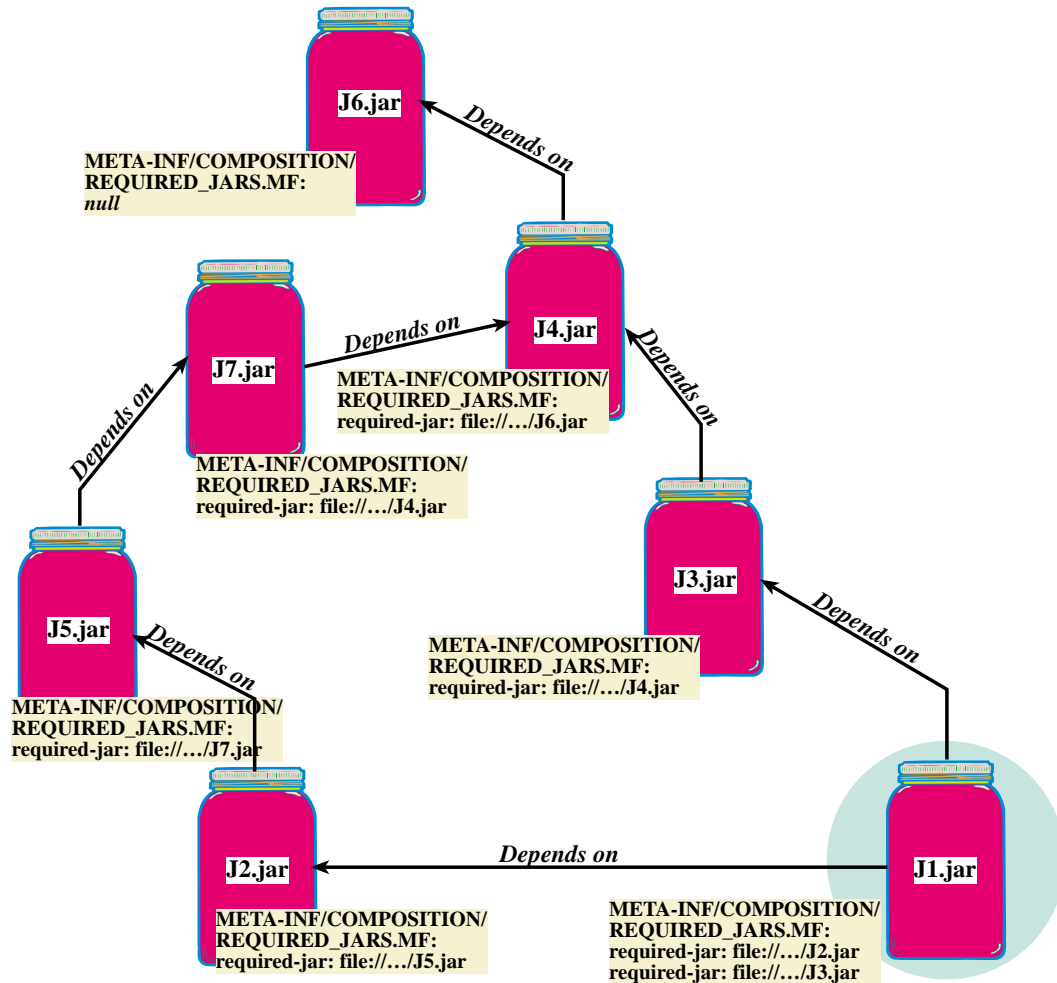 J6.jar
Depends on
META-INF/COMPOSITION/
REQUIRED_JARS.MF:
null
J7.jar
Depends on
J4.jar
Depends on
META-INF/COMPOSITION/
REQUIRED_JARS.MF:
required-jar: file://…/J6.jar
Depends on
META-INF/COMPOSITION/
REQUIRED_JARS.MF:
required-jar: file://…/J4.jar
J3.jar
Depends on
J5.jar
Depends on
META-INF/COMPOSITION/
REQUIRED_JARS.MF:
required-jar: file://…/J4.jar
META-INF/COMPOSITION/
REQUIRED_JARS.MF:
required-jar: file://…/J7.jar
J2.jar
Depends on
J1.jar
META-INF/COMPOSITION/
REQUIRED_JARS.MF:
required-jar: file://…/J5.jar
META-INF/COMPOSITION/
REQUIRED_JARS.MF:
required-jar: file://…/J2.jar
required-jar: file://…/J3.jar